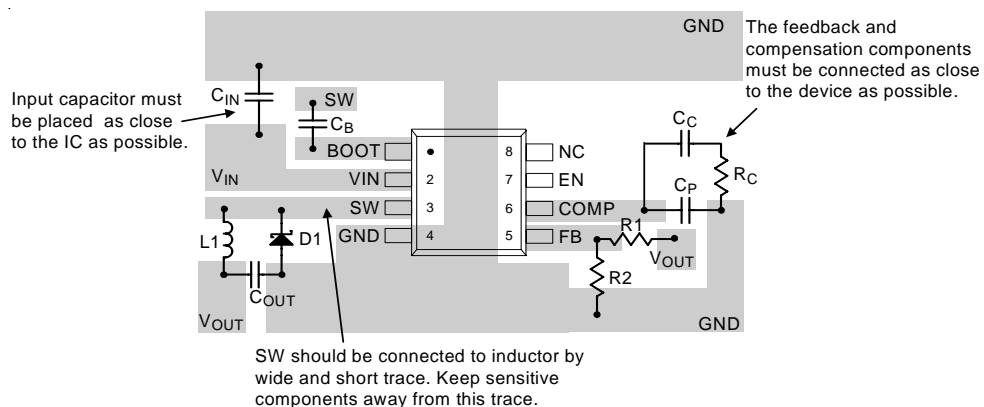 GND
The feedback and
compensation components
must be connected as close
to the device as possible.
Input capacitor must
be placed as close
to the IC as possible.
CIN
SW
CB
BOOT
VIN
VIN
2
SW
3
GND
4
8
NC
7
EN
6
COMP
5
FB
CC
RC
CP
R1
VOUT
R2
L1
D1
COUT
VOUT
GND
SW should be connected to inductor by
wide and short trace. Keep sensitive
components away from this trace.